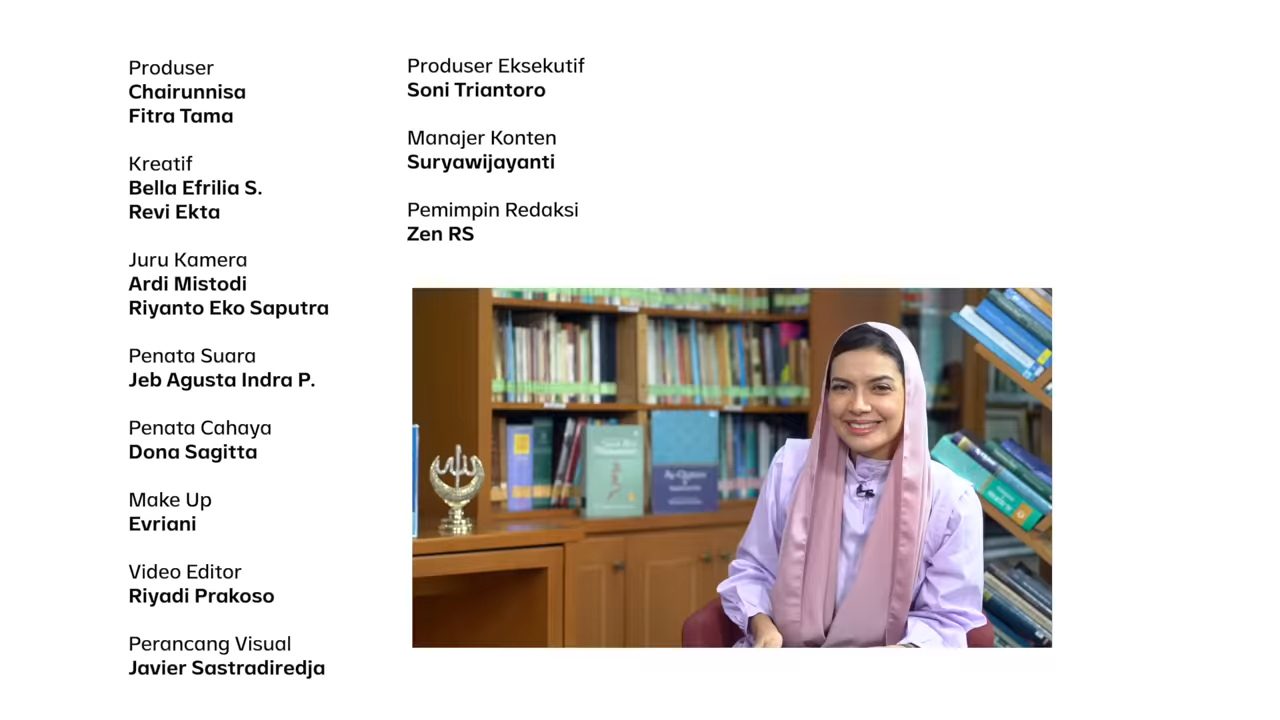 Produser
Chairunnisa
Fitra Tama
Kreatif
Bella Efrilia S.
Revi Ekta
Juru Kamera
Ardi Mistodi
Riyanto Eko Saputra
Penata Suara
Jeb Agusta Indra P.
Penata Cahaya
Dona Sagitta
Make Up
Evriani
Video Editor
Riyadi Prakoso
Perancang Visual
Javier Sastradiredja
Produser Eksekutif
Soni Triantoro
Manajer Konten
Suryawijayanti
Pemimpin Redaksi
Zen RS